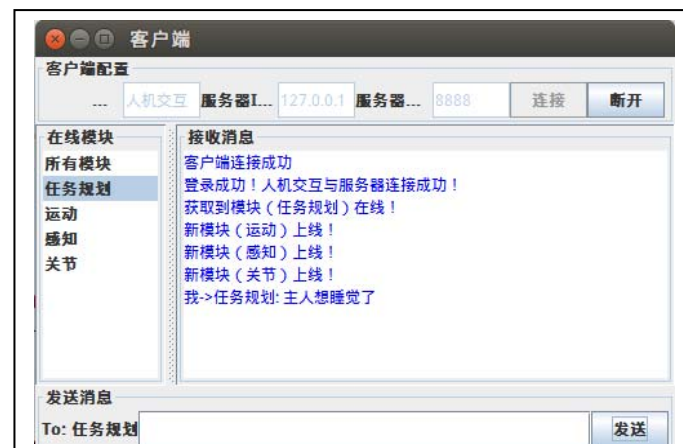 客户端
客户端配置
... 人机交互 服务器I... 127.0.0.1 服务器... 8888 连接 断开
在线模块
所有模块
任务规划
运动
感知
关节
接收消息
客户端连接成功
登录成功！人机交互与服务器连接成功！
获取到模块（任务规划）在线！
新模块（运动）上线！
新模块（感知）上线！
新模块（关节）上线！
我->任务规划: 主人想睡觉了
发送消息
To: 任务规划 发送